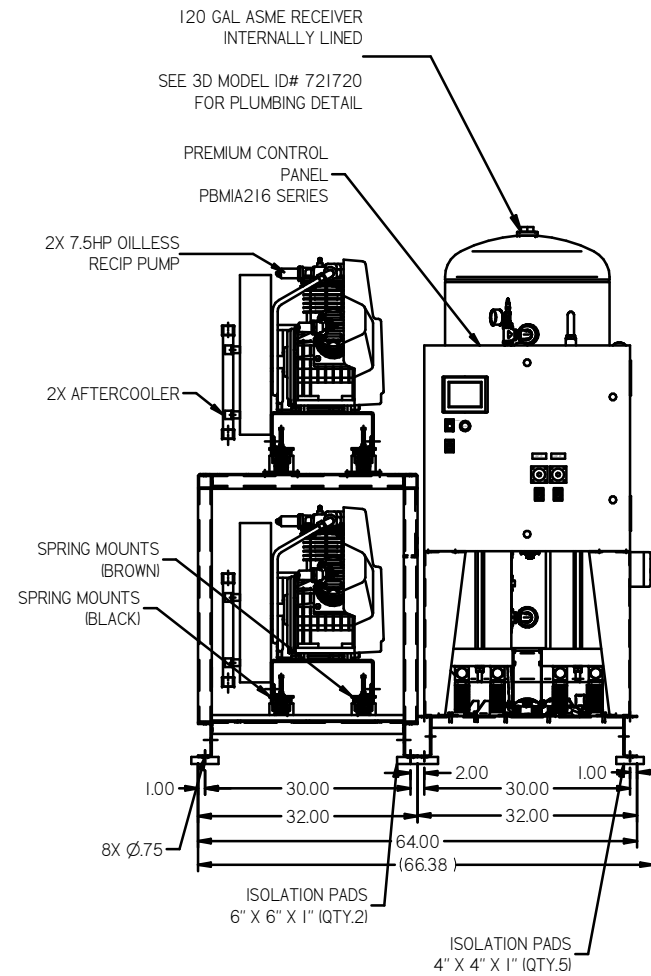 120 GAL ASME RECEIVER
INTERNALLY LINED
SEE 3D MODEL ID# 721720
FOR PLUMBING DETAIL
PREMIUM CONTROL
PANEL
PBMIA216 SERIES
2X 7.5HP OILLESS
RECIP PUMP
2X AFTERCOOLER
SPRING MOUNTS
(BROWN)
SPRING MOUNTS
(BLACK)
1.00
30.00
2.00
30.00
1.00
32.00
32.00
64.00
(66.38 )
8X Ø.75
ISOLATION PADS
6" X 6" X 1" (QTY.2)
ISOLATION PADS
4" X 4" X 1" (QTY.5)